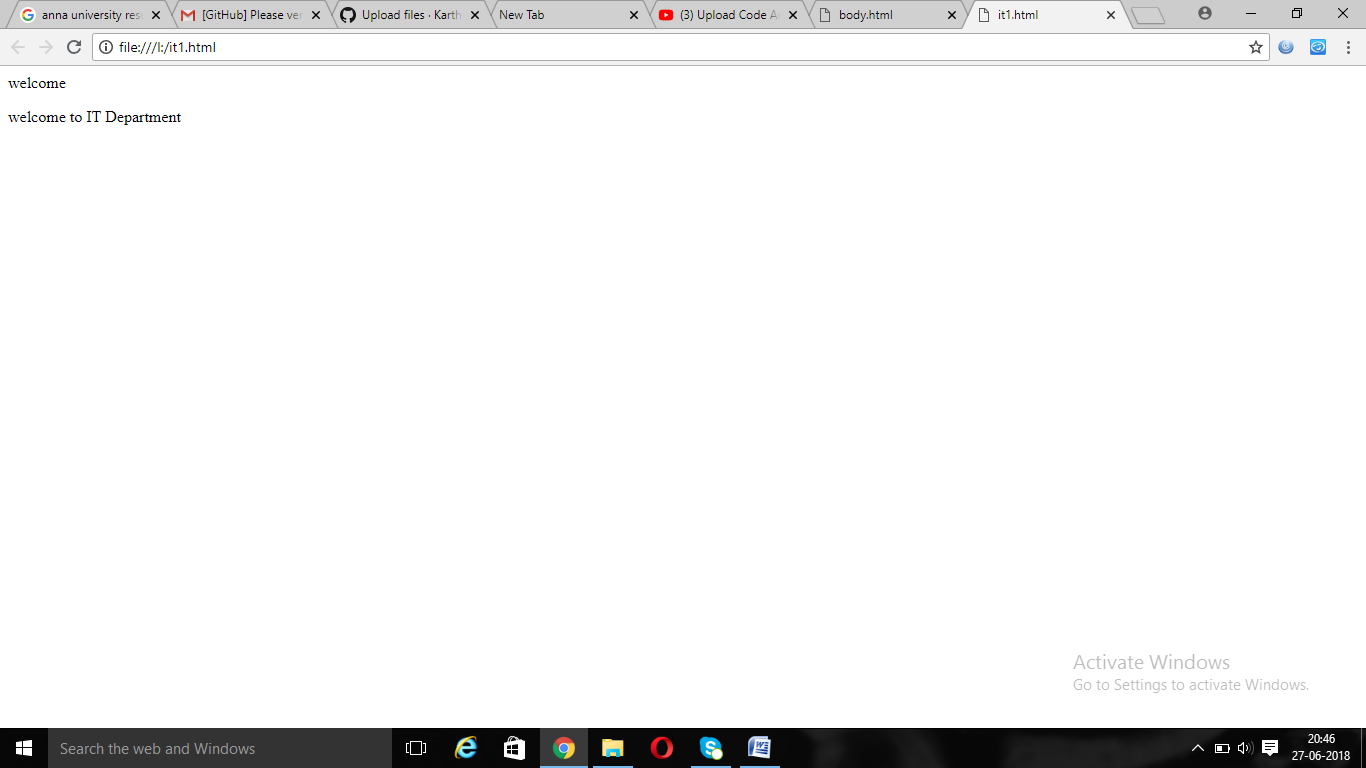 anna university res
[GitHub] Please ver
Upload files · Karth
New Tab
(3) Upload Code A
body.html
it1.html
file:///I:/it1.html
welcome
welcome to IT Department
Activate Windows
Go to Settings to activate Windows.
Search the web and Windows
20:46
27-06-2018